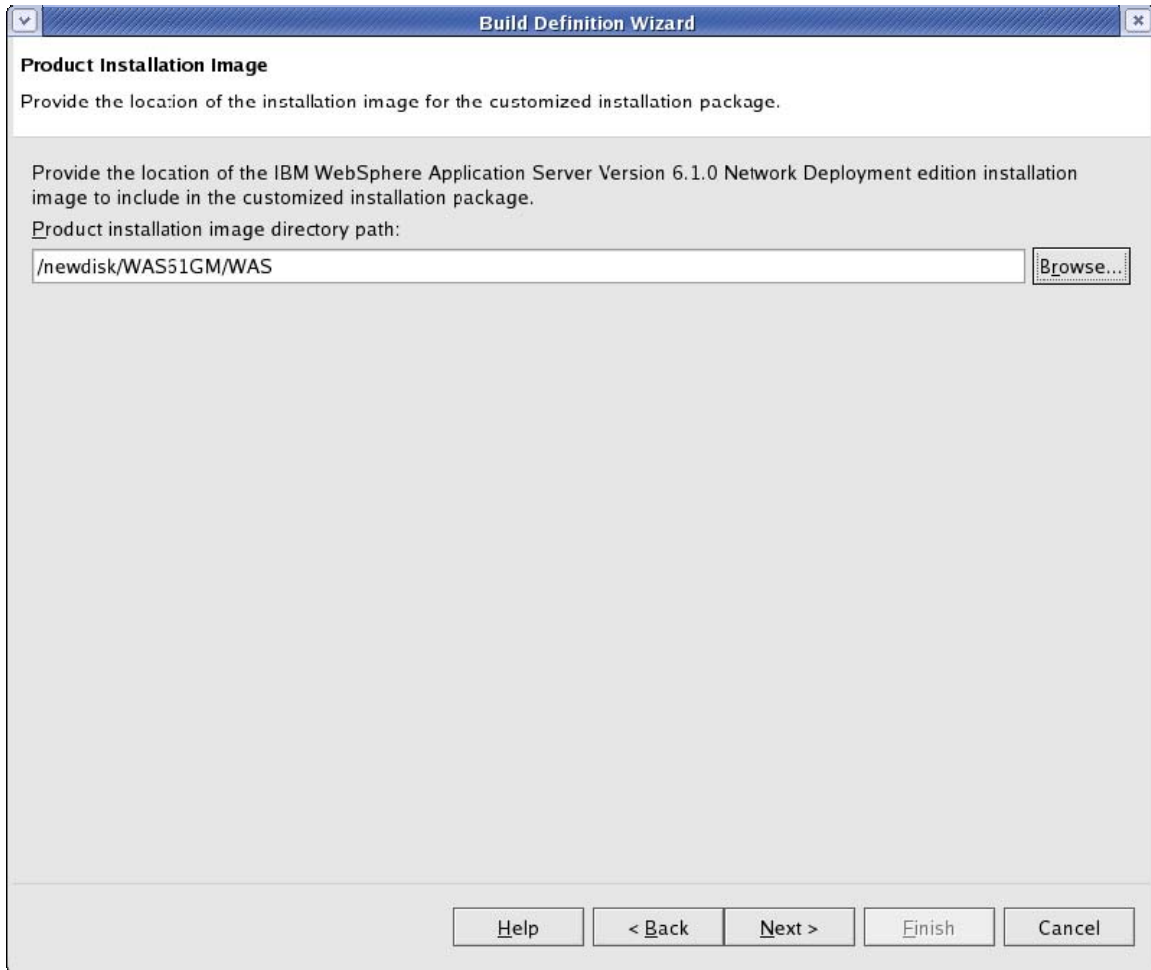 Build Definition Wizard
Product Installation Image
Provide the location of the installation image for the customized installation package.
Provide the location of the IBM WebSphere Application Server Version 6.1.0 Network Deployment edition installation
image to include in the customized installation package.
Product installation image directory path:
/newdisk/WAS61GM/WAS
Browse...
Help
< Back
Next >
Finish
Cancel